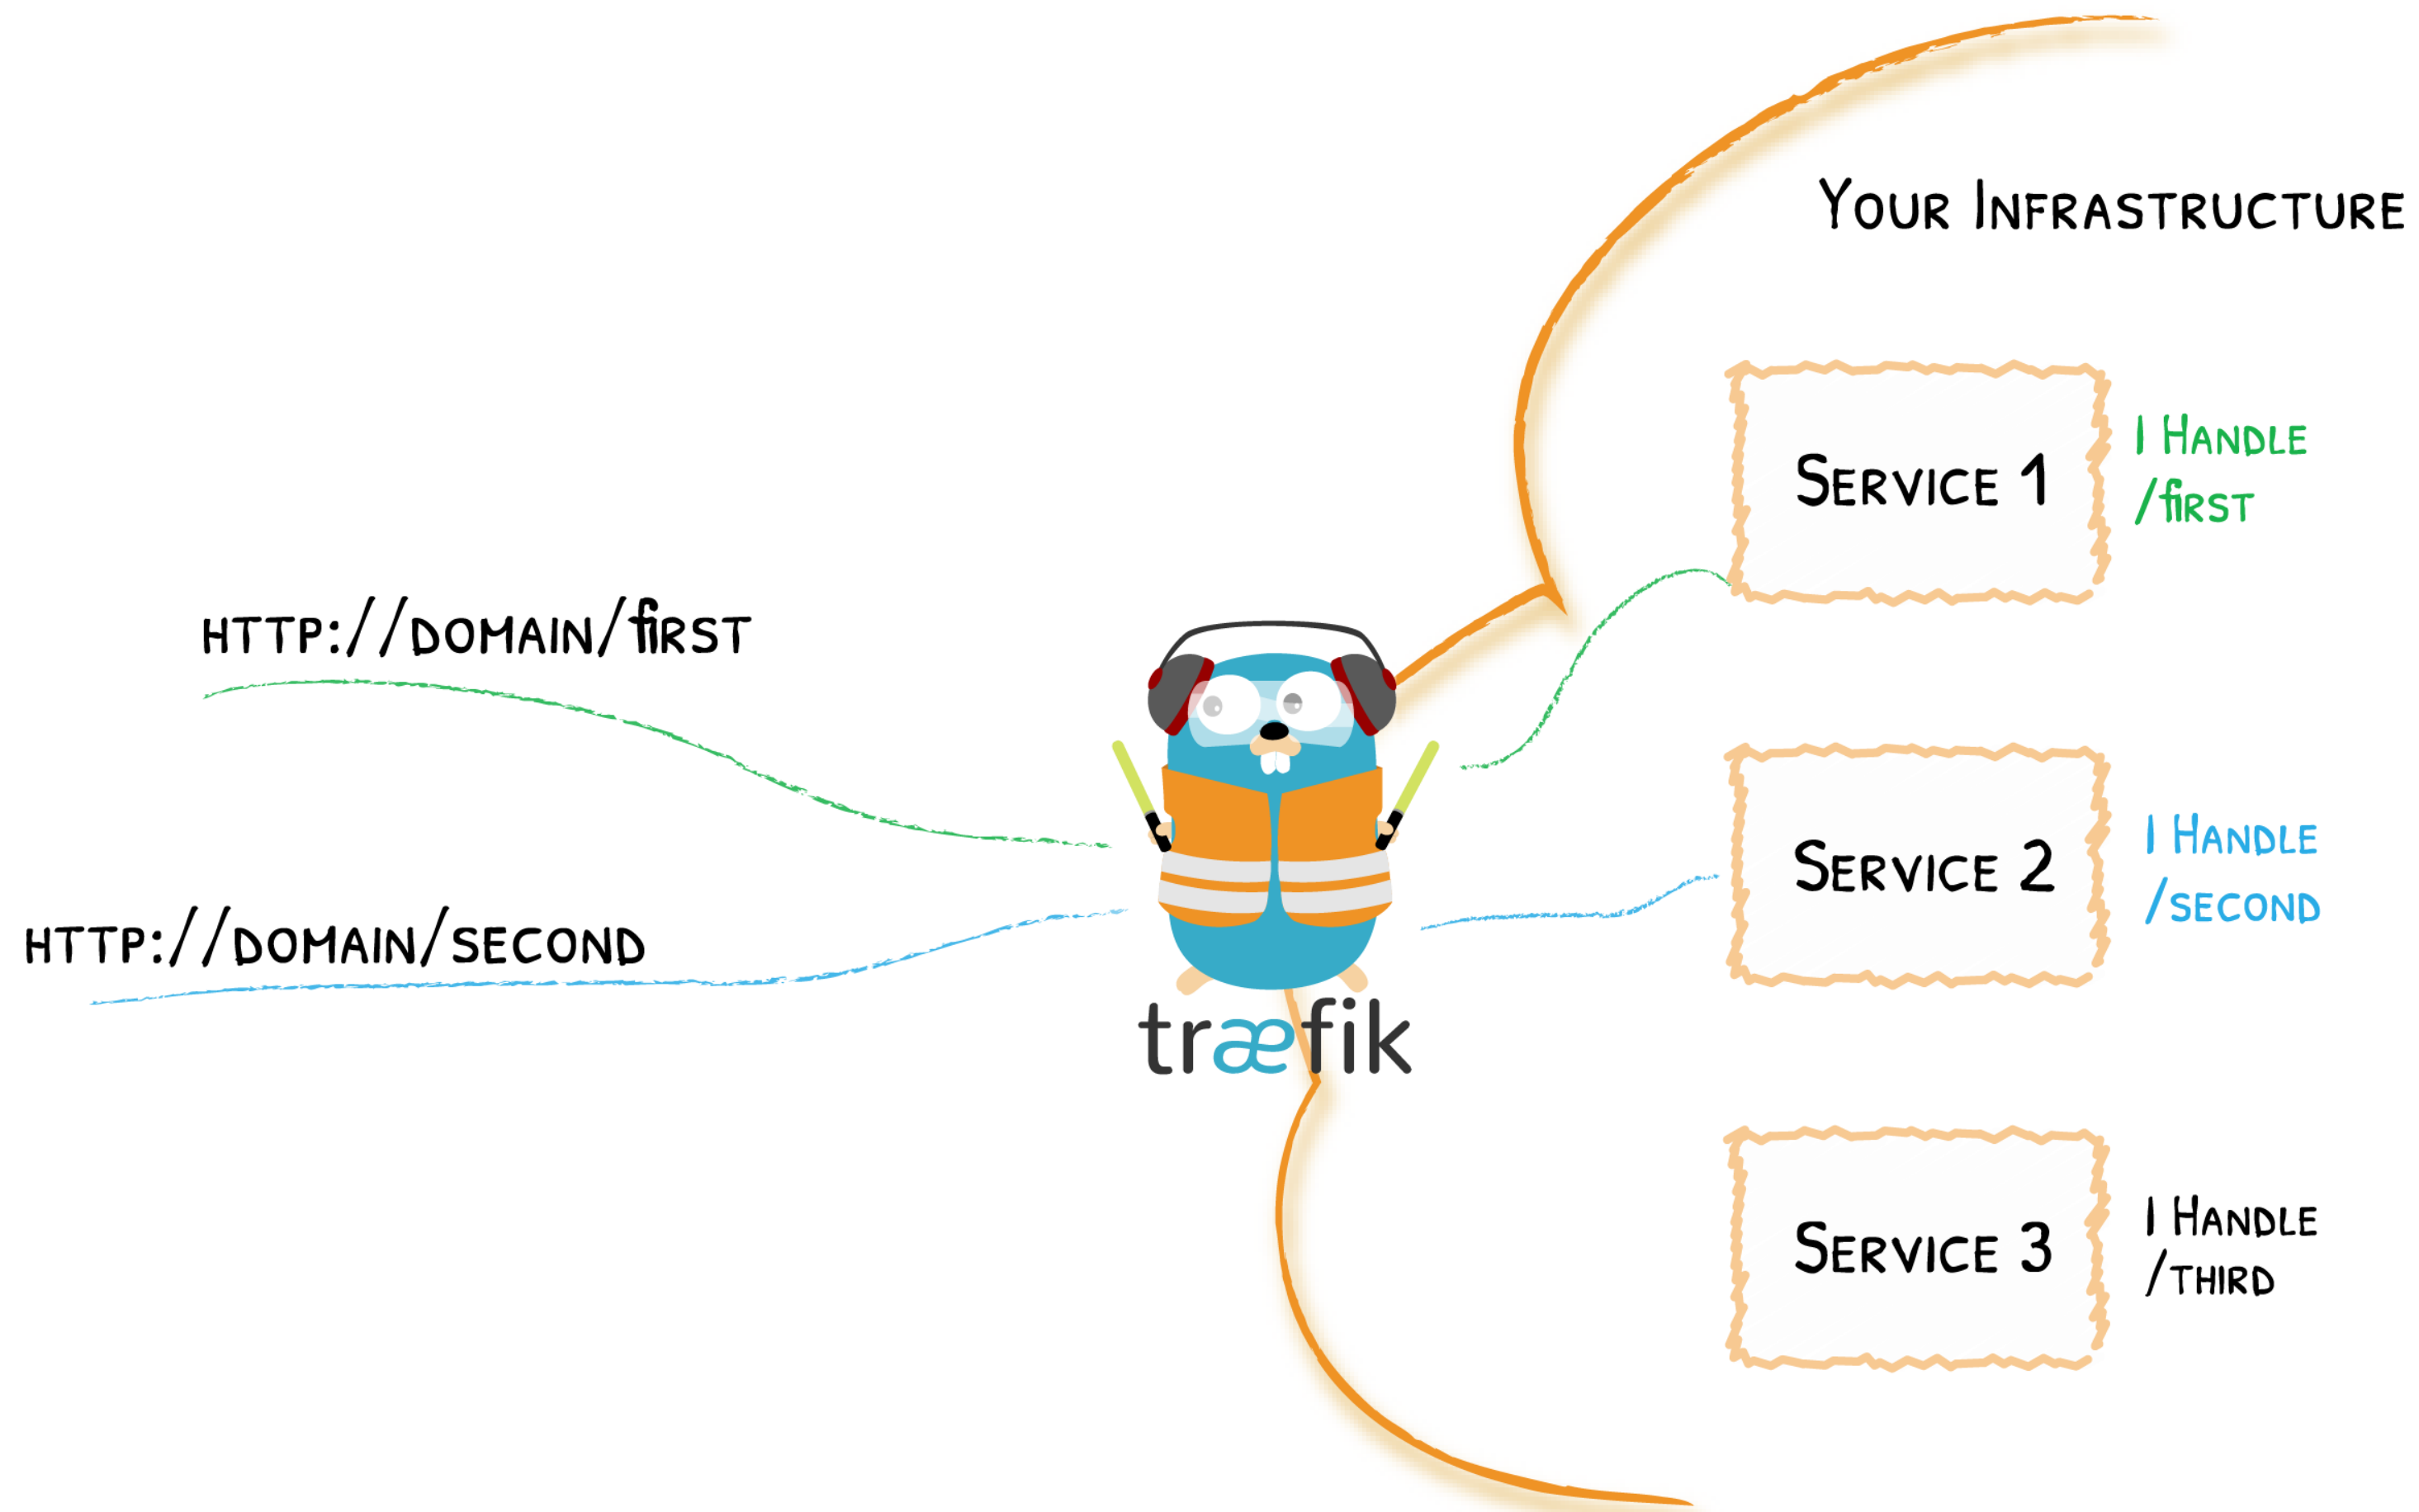 Your Infrastructure
Service 1
I Handle
/first
http://domain/first
Service 2
I Handle
/second
http://domain/second
træfik
Service 3
I Handle
/third